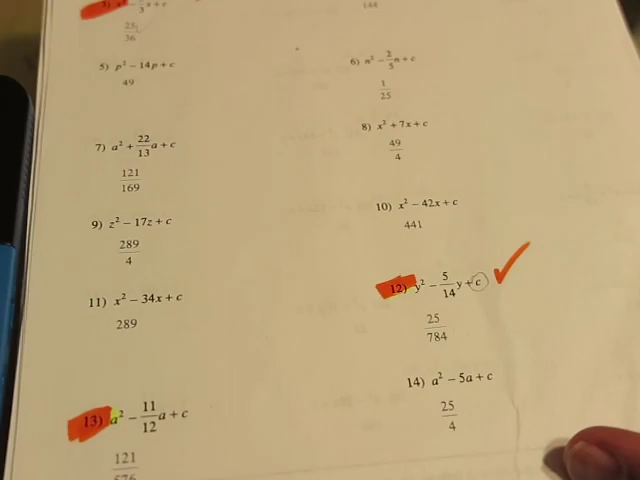 25
36
144
5) p² − 14p + c
49
6) n² − 2/5 n + c
1
25
7) a² + 22/13 a + c
121
169
8) x² + 7x + c
49
4
9) z² − 17z + c
289
4
10) x² − 42x + c
441
11) x² − 34x + c
289
12) y² − 5/14 y + c
25
784
13) a² − 11/12 a + c
121
576
14) a² − 5a + c
25
4